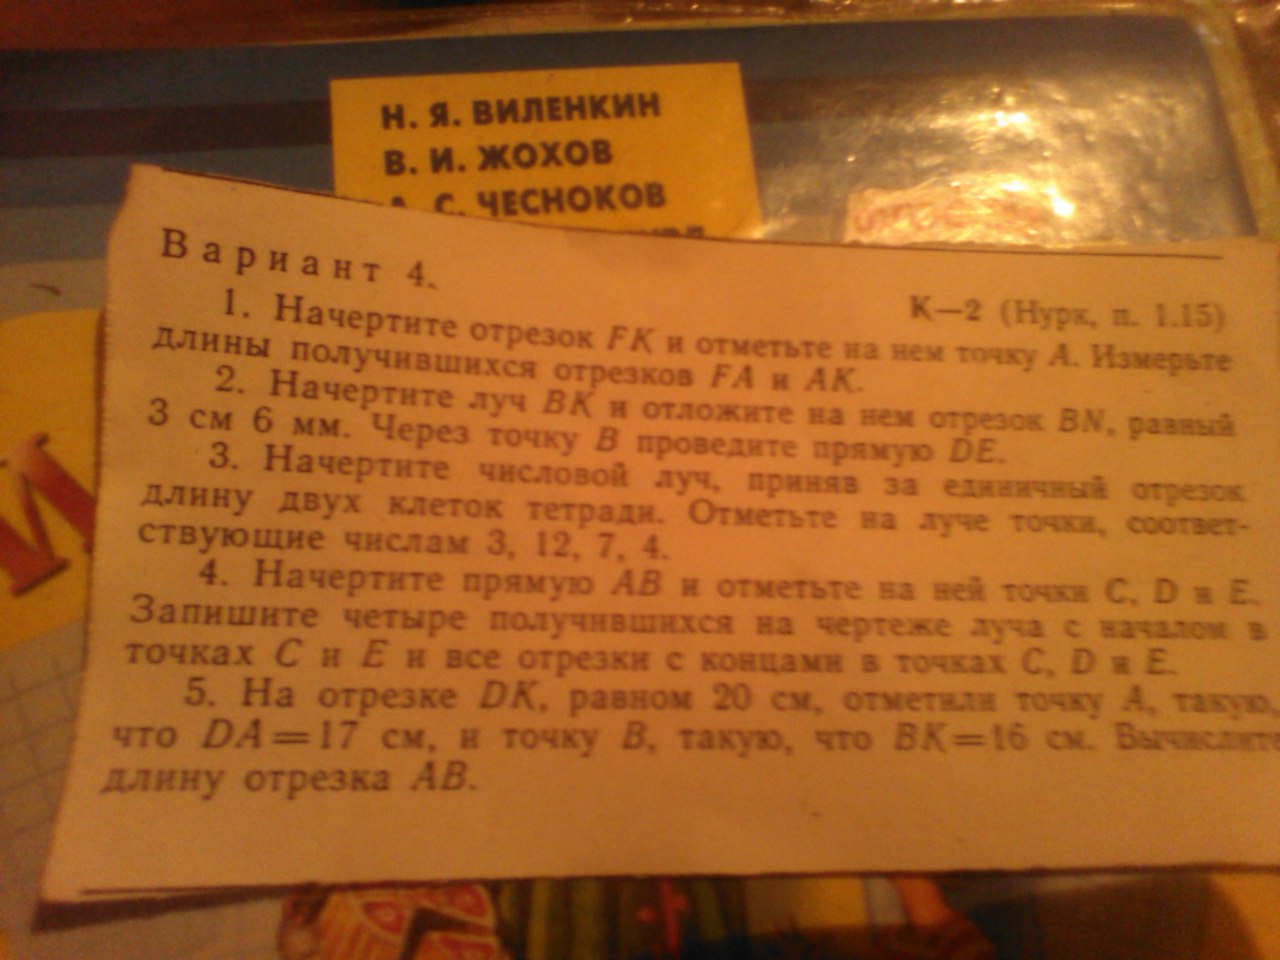 Н. Я. ВИЛЕНКИН
В. И. ЖОХОВ
А. С. ЧЕСНОКОВ
Вариант 4.
К—2 (Нурк, п. 1.15)
1. Начертите отрезок FK и отметьте на нем точку A. Измерьте
длины получившихся отрезков FA и AK.
2. Начертите луч BK и отложите на нем отрезок BN, равный
3 см 6 мм. Через точку B проведите прямую DE.
3. Начертите числовой луч, приняв за единичный отрезок
длину двух клеток тетради. Отметьте на луче точки, соответ-
ствующие числам 3, 12, 7, 4.
4. Начертите прямую AB и отметьте на ней точки C, D и E.
Запишите четыре получившихся на чертеже луча с началом в
точках C и E и все отрезки с концами в точках C, D и E.
5. На отрезке DK, равном 20 см, отметили точку A, такую,
что DA=17 см, и точку B, такую, что BK=16 см. Вычислите
длину отрезка AB.
И